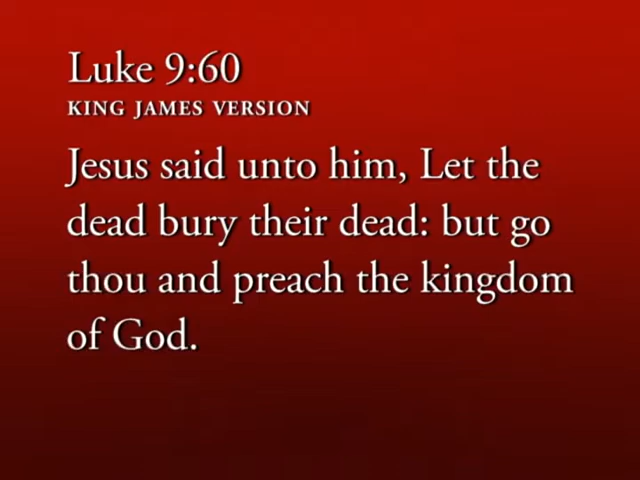 Luke 9:60
KING JAMES VERSION
Jesus said unto him, Let the
dead bury their dead: but go
thou and preach the kingdom
of God.